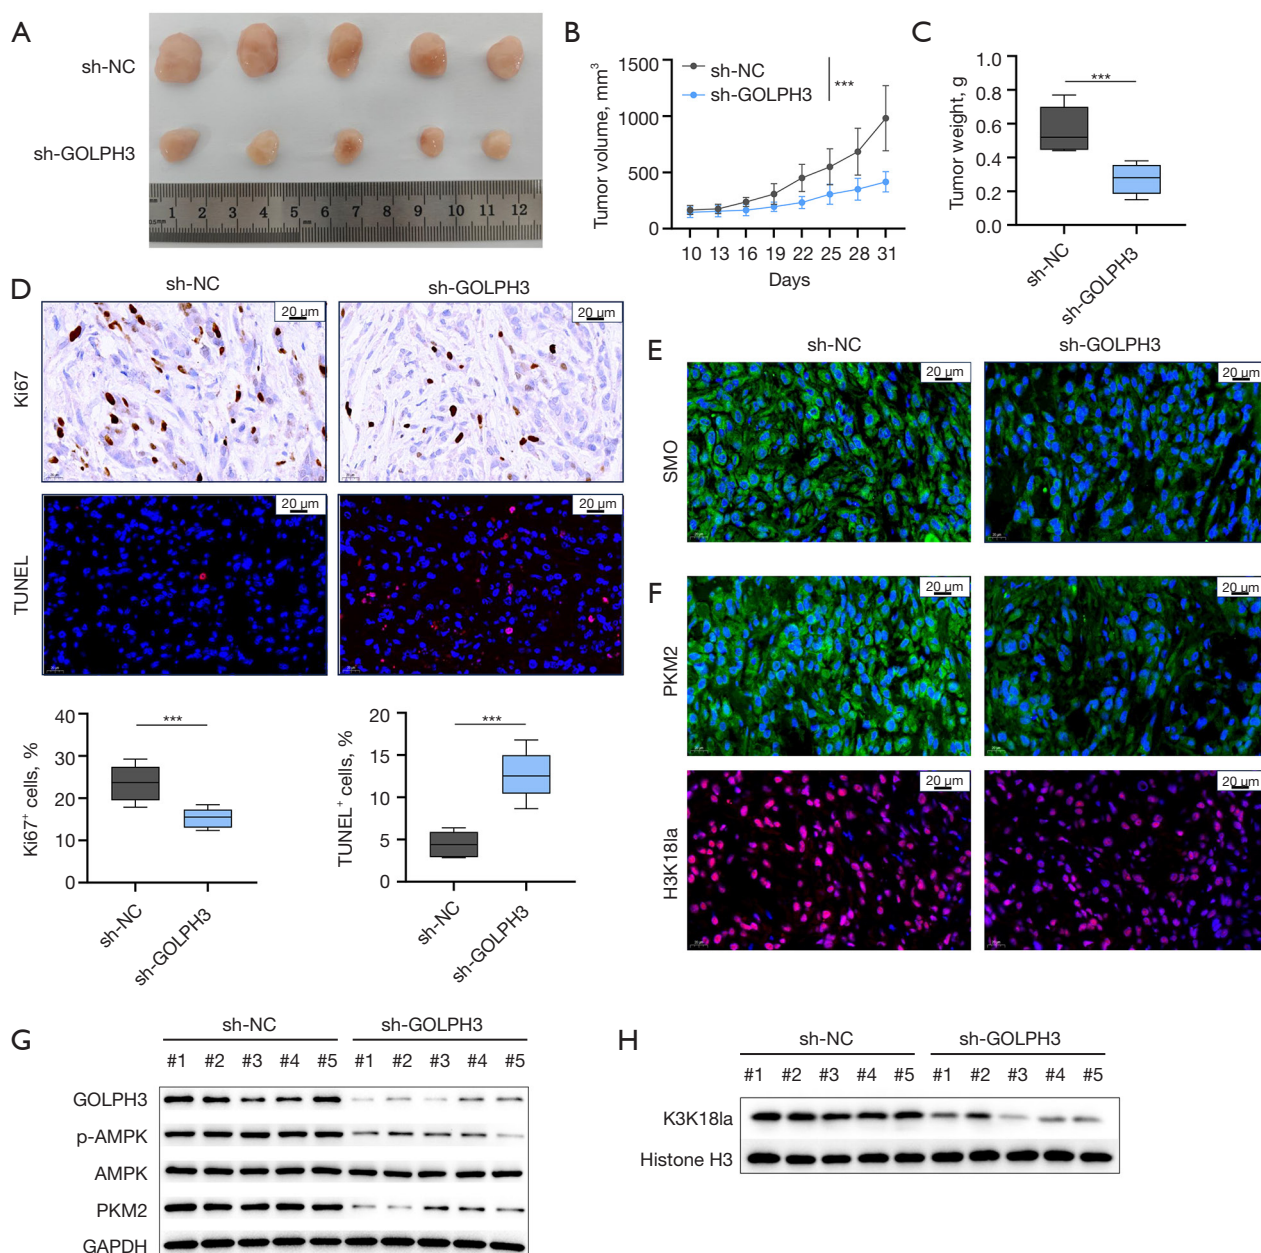 A
sh-NC
sh-GOLPH3
1 2 3 4 5 6 7 8 9 10 11 12
B
Tumor volume, mm³
1500
1000
500
0
sh-NC
sh-GOLPH3
***
10 13 16 19 22 25 28 31
Days
C
Tumor weight, g
1.0
0.8
0.6
0.4
0.2
0.0
***
sh-NC
sh-GOLPH3
D
sh-NC
sh-GOLPH3
Ki67
20 µm
20 µm
TUNEL
20 µm
20 µm
Ki67⁺ cells, %
40
30
20
10
0
***
sh-NC
sh-GOLPH3
TUNEL⁺ cells, %
20
15
10
5
0
***
sh-NC
sh-GOLPH3
E
sh-NC
sh-GOLPH3
SMO
20 µm
20 µm
F
PKM2
20 µm
20 µm
H3K18la
20 µm
20 µm
G
sh-NC
sh-GOLPH3
#1 #2 #3 #4 #5 #1 #2 #3 #4 #5
GOLPH3
p-AMPK
AMPK
PKM2
GAPDH
H
sh-NC
sh-GOLPH3
#1 #2 #3 #4 #5 #1 #2 #3 #4 #5
K3K18la
Histone H3